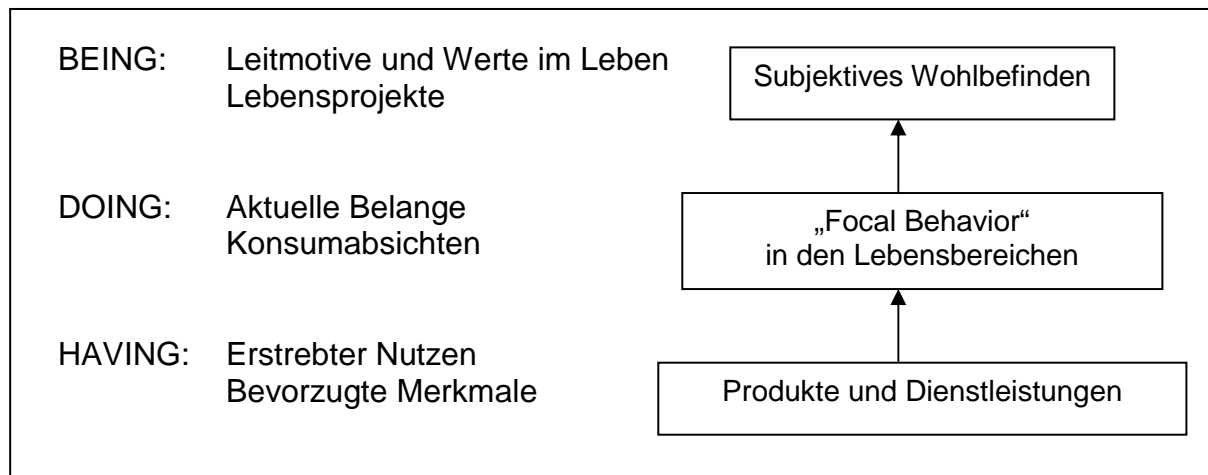 BEING: Leitmotive und Werte im Leben
Lebensprojekte
Subjektives Wohlbefinden
DOING: Aktuelle Belange
Konsumabsichten
„Focal Behavior“
in den Lebensbereichen
HAVING: Erstrebter Nutzen
Bevorzugte Merkmale
Produkte und Dienstleistungen